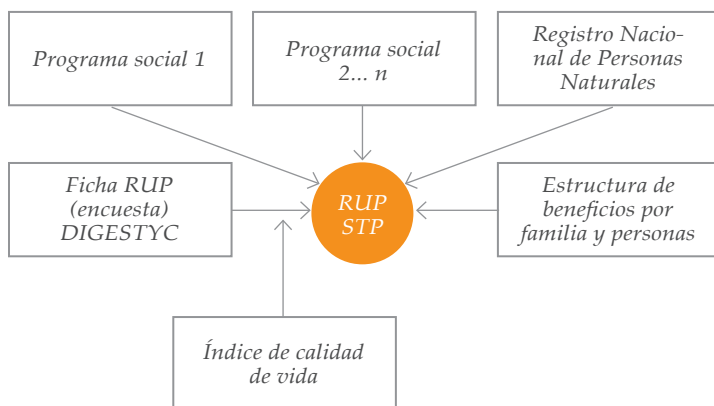 Programa social 1
Programa social
2... n
Registro Nacio-
nal de Personas
Naturales
Ficha RUP
(encuesta)
DIGESTYC
RUP
STP
Estructura de
beneficios por
familia y personas
Índice de calidad
de vida